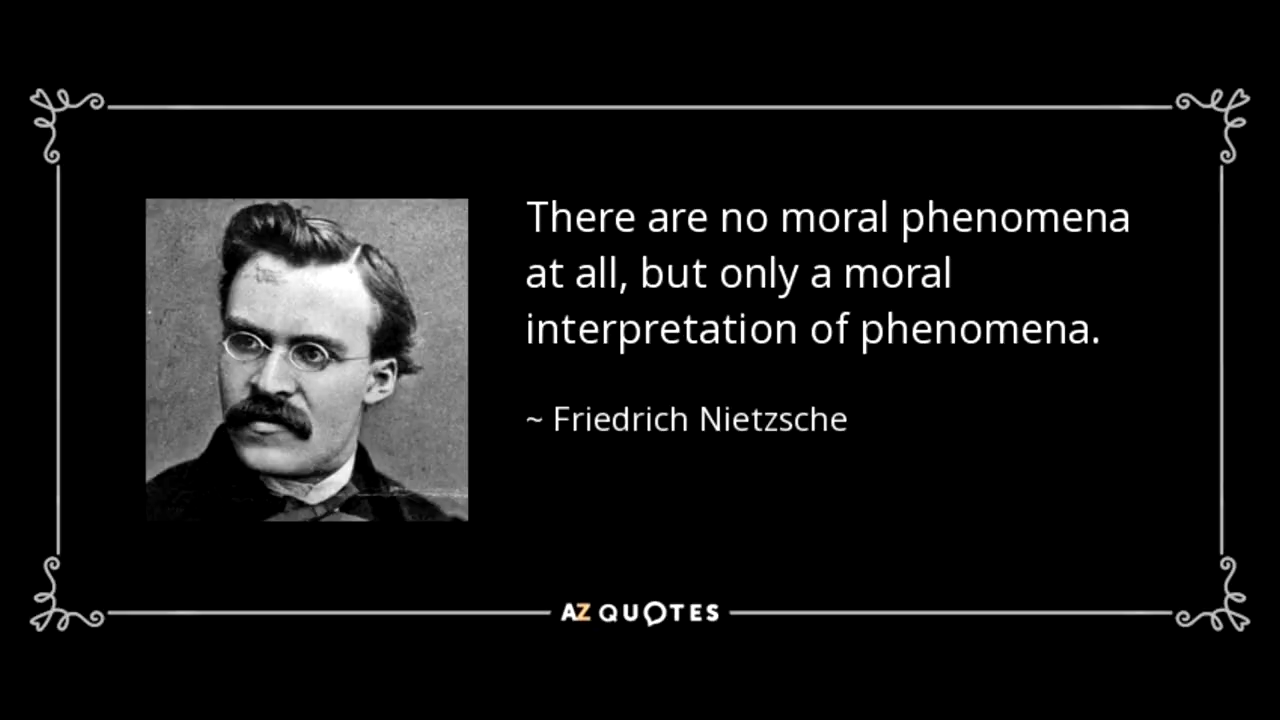 There are no moral phenomena
at all, but only a moral
interpretation of phenomena.
~ Friedrich Nietzsche
AZ QUOTES